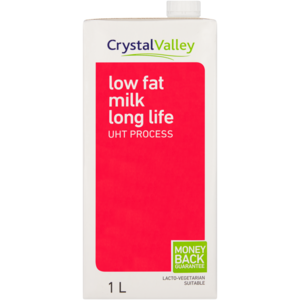 CrystalValley
low fat
milk
long life
UHT PROCESS
MONEY
BACK
GUARANTEE
1 L
LACTO-VEGETARIAN
SUITABLE